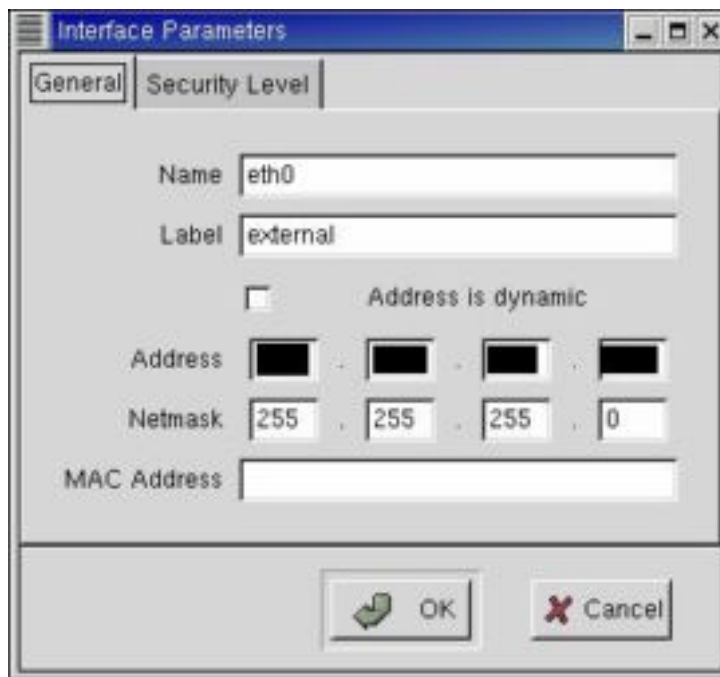 Interface Parameters
General Security Level
Name eth0
Label external
Address is dynamic
Address . . .
Netmask 255 . 255 . 255 . 0
MAC Address
OK Cancel